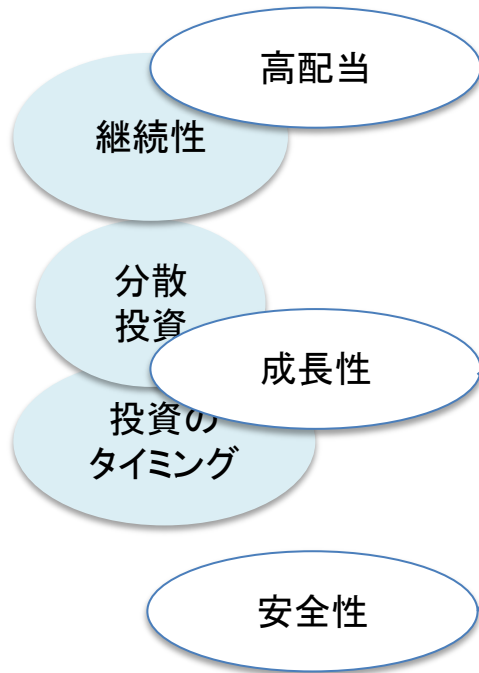 高配当
継続性
分散
投資
成長性
投資の
タイミング
安全性